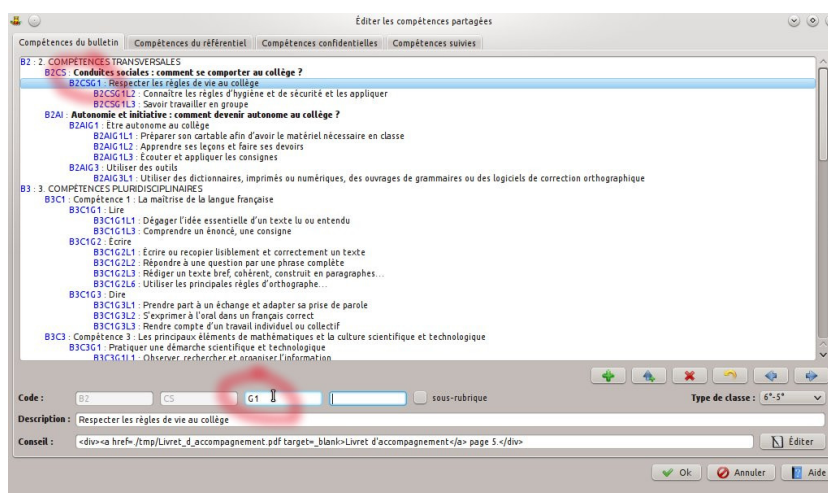 Éditer les compétences partagées
Compétences du bulletin Compétences du référentiel Compétences confidentielles Compétences suivies
B2 : 2. COMPÉTENCES TRANSVERSALES
B2CS : Conduites sociales : comment se comporter au collège ?
B2CSG1 : Respecter les règles de vie au collège
B2CSG1L2 : Connaître les règles d'hygiène et de sécurité et les appliquer
B2CSG1L3 : Savoir travailler en groupe
B2AI : Autonomie et initiative : comment devenir autonome au collège ?
B2AIG1 : Être autonome au collège
B2AIG1L1 : Préparer son cartable afin d'avoir le matériel nécessaire en classe
B2AIG1L2 : Apprendre ses leçons et faire ses devoirs
B2AIG1L3 : Écouter et appliquer les consignes
B2AIG3 : Utiliser des outils
B2AIG3L1 : Utiliser des dictionnaires, imprimés ou numériques, des ouvrages de grammaires ou des logiciels de correction orthographique
B3 : 3. COMPÉTENCES PLURIDISCIPLINAIRES
B3C1 : Compétence 1 : La maîtrise de la langue française
B3C1G1 : Lire
B3C1G1L1 : Dégager l'idée essentielle d'un texte lu ou entendu
B3C1G1L3 : Comprendre un énoncé, une consigne
B3C1G2 : Écrire
B3C1G2L1 : Écrire ou recopier lisiblement et correctement un texte
B3C1G2L2 : Répondre à une question par une phrase complète
B3C1G2L3 : Rédiger un texte bref, cohérent, construit en paragraphes...
B3C1G2L6 : Utiliser les principales règles d'orthographe...
B3C1G3 : Dire
B3C1G3L1 : Prendre part à un échange et adapter sa prise de parole
B3C1G3L2 : S'exprimer à l'oral dans un français correct
B3C1G3L3 : Rendre compte d'un travail individuel ou collectif
B3C3 : Compétence 3 : Les principaux éléments de mathématiques et la culture scientifique et technologique
B3C3G1 : Pratiquer une démarche scientifique et technologique
B3C3G1L1 : Observer, rechercher et organiser l'information
Code : B2 CS G1 sous-rubrique Type de classe : 6°-5°
Description : Respecter les règles de vie au collège
Conseil : <div><a href=./tmp/Livret_d_accompagnement.pdf target=_blank>Livret d'accompagnement</a> page 5.</div> Éditer
Ok Annuler Aide